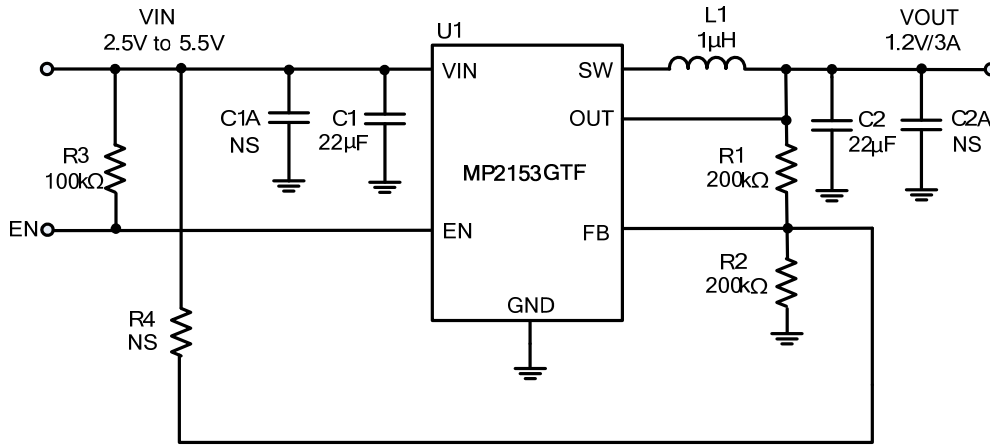 VIN
2.5V to 5.5V
U1
L1
1µH
VOUT
1.2V/3A
VIN
SW
C1A
NS
C1
22µF
OUT
C2
22µF
C2A
NS
R3
100kΩ
MP2153GTF
R1
200kΩ
EN
EN
FB
R2
200kΩ
GND
R4
NS